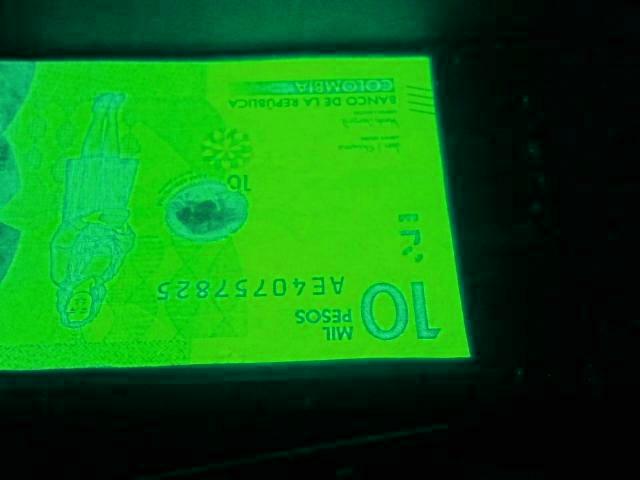 10
MIL
PESOS
AE40757825
10
BANCO DE LA REPÚBLICA
COLOMBIA